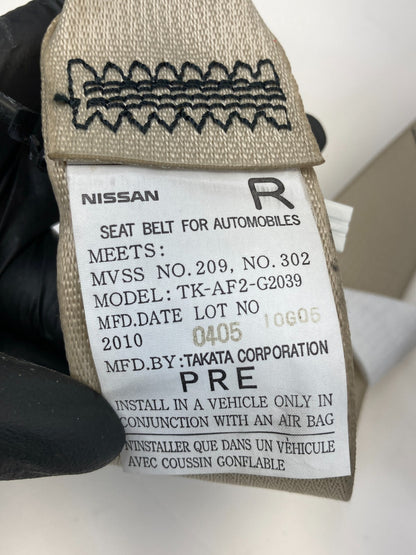 NISSAN R
SEAT BELT FOR AUTOMOBILES
MEETS:
MVSS NO.209, NO.302
MODEL: TK-AF2-G2039
MFD.DATE LOT NO
2010 0405 10G05
MFD.BY: TAKATA CORPORATION
PRE
INSTALL IN A VEHICLE ONLY IN
CONJUNCTION WITH AN AIR BAG
N'INSTALLER QUE DANS UN VÈHICULE
AVEC COUSSIN GONFLABLE